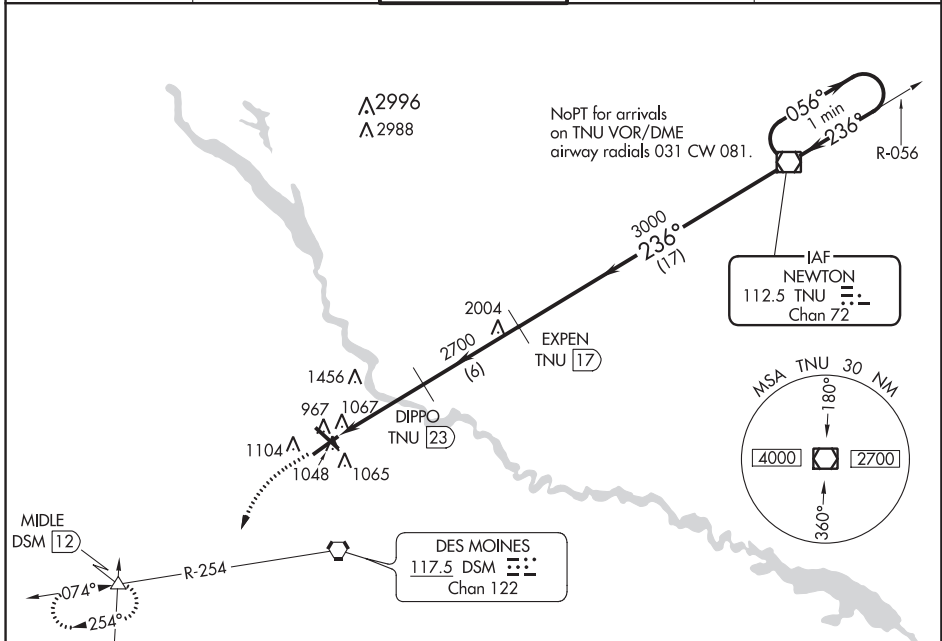 2996
2988
NoPT for arrivals
on TNU VOR/DME
airway radials 031 CW 081.
056°
1 min
236°
R-056
3000
236°
(17)
IAF
NEWTON
112.5 TNU
Chan 72
2004
EXPEN
TNU 17
2700
(6)
1456
DIPPO
TNU 23
967
1067
1104
1048
1065
MSA TNU 30 NM
180°
4000
2700
360°
MIDLE
DSM 12
R-254
074°
254°
DES MOINES
117.5 DSM
Chan 122